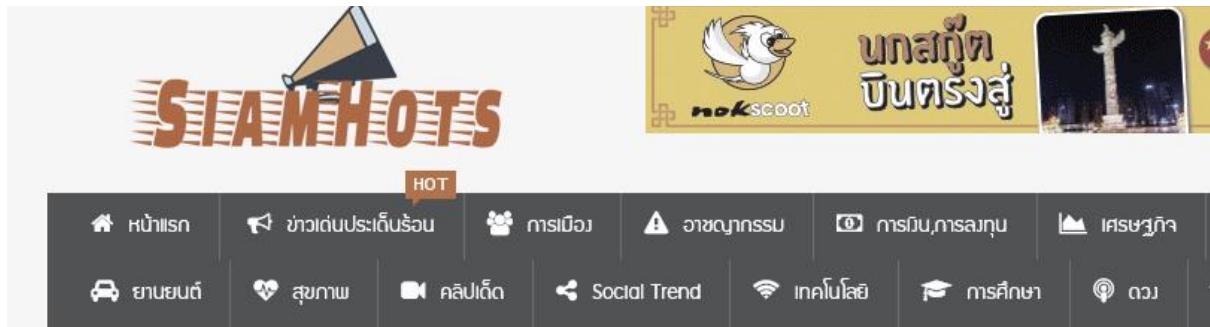 SIAMHOTS
nokscoot
นกสกู๊ต
บินตรงสู่
HOT
หน้าแรก ข่าวเด่นประเด็นร้อน การเมือง อาชญากรรม การเงิน,การลงทุน เศรษฐกิจ
ยานยนต์ สุขภาพ คลิปเด็ด Social Trend เทคโนโลยี การศึกษา ดวง